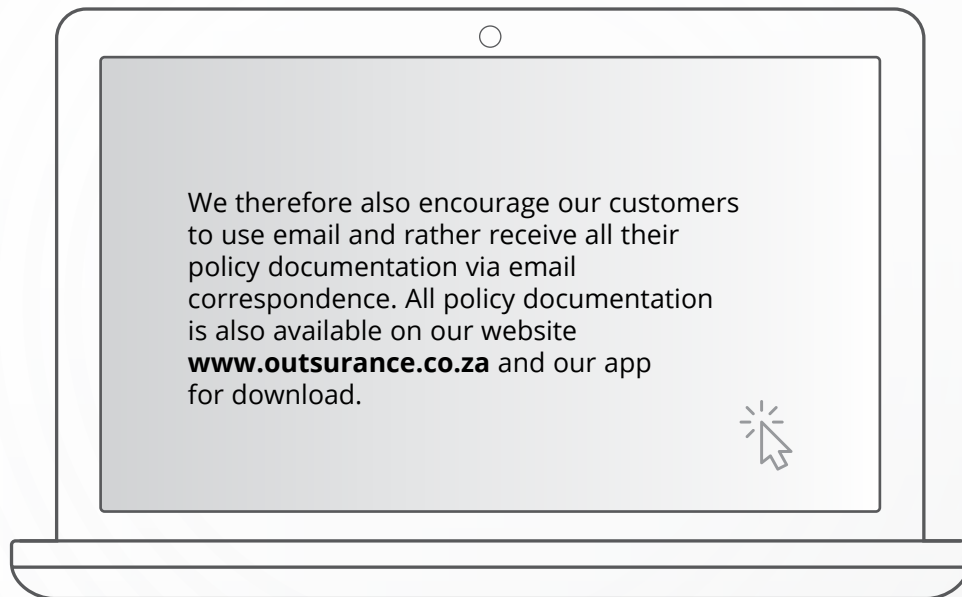 We therefore also encourage our customers
to use email and rather receive all their
policy documentation via email
correspondence. All policy documentation
is also available on our website
www.outsurance.co.za and our app
for download.